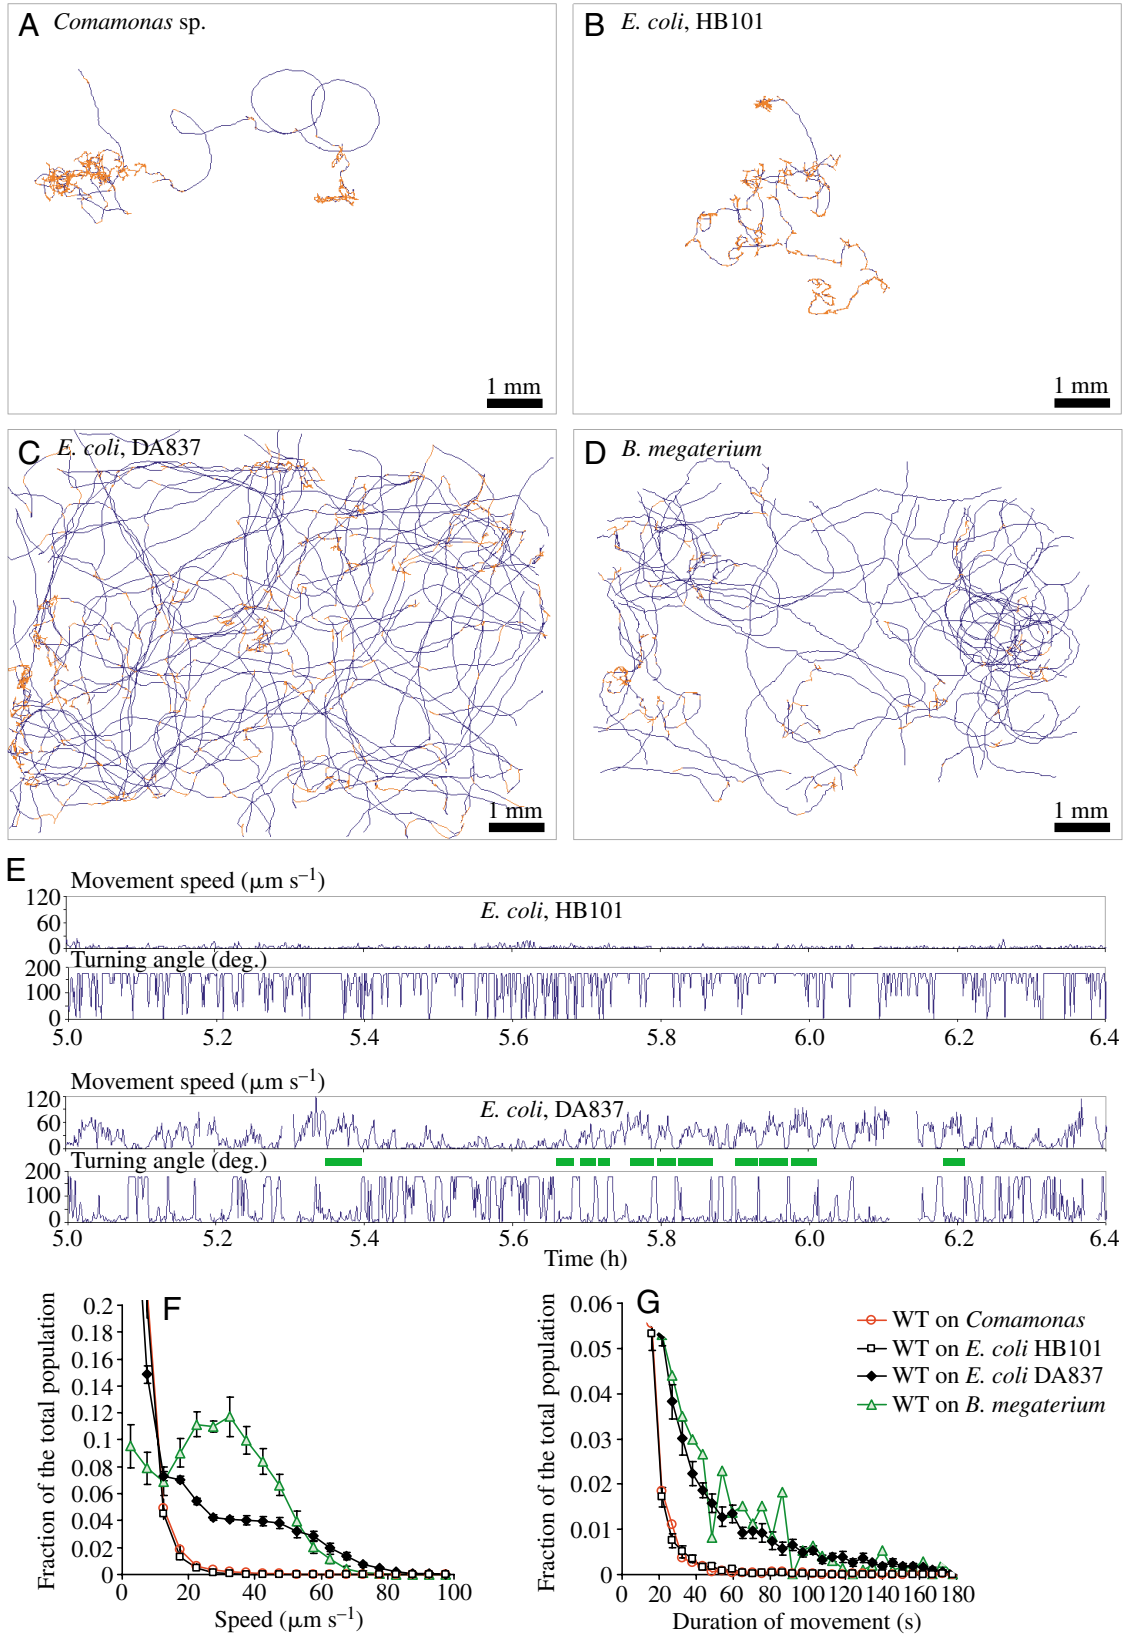 A Comamonas sp.
B E. coli, HB101
1 mm
1 mm
C E. coli, DA837
D B. megaterium
1 mm
1 mm
E
Movement speed (μm s⁻¹)
120
60
0
E. coli, HB101
Turning angle (deg.)
200
100
0
5.0 5.2 5.4 5.6 5.8 6.0 6.2 6.4
Movement speed (μm s⁻¹)
120
60
0
E. coli, DA837
Turning angle (deg.)
200
100
0
5.0 5.2 5.4 5.6 5.8 6.0 6.2 6.4
Time (h)
F
Fraction of the total population
0.2
0.18
0.16
0.14
0.12
0.1
0.08
0.06
0.04
0.02
0
0 20 40 60 80 100
Speed (μm s⁻¹)
G
Fraction of the total population
0.06
0.05
0.04
0.03
0.02
0.01
0
0 20 40 60 80 100 120 140 160 180
Duration of movement (s)
WT on Comamonas
WT on E. coli HB101
WT on E. coli DA837
WT on B. megaterium